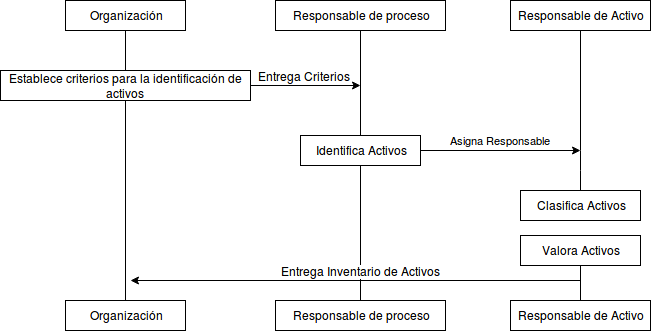 Organización
Responsable de proceso
Responsable de Activo
Establece criterios para la identificación de
activos
Entrega Criterios
Identifica Activos
Asigna Responsable
Clasifica Activos
Valora Activos
Entrega Inventario de Activos
Organización
Responsable de proceso
Responsable de Activo